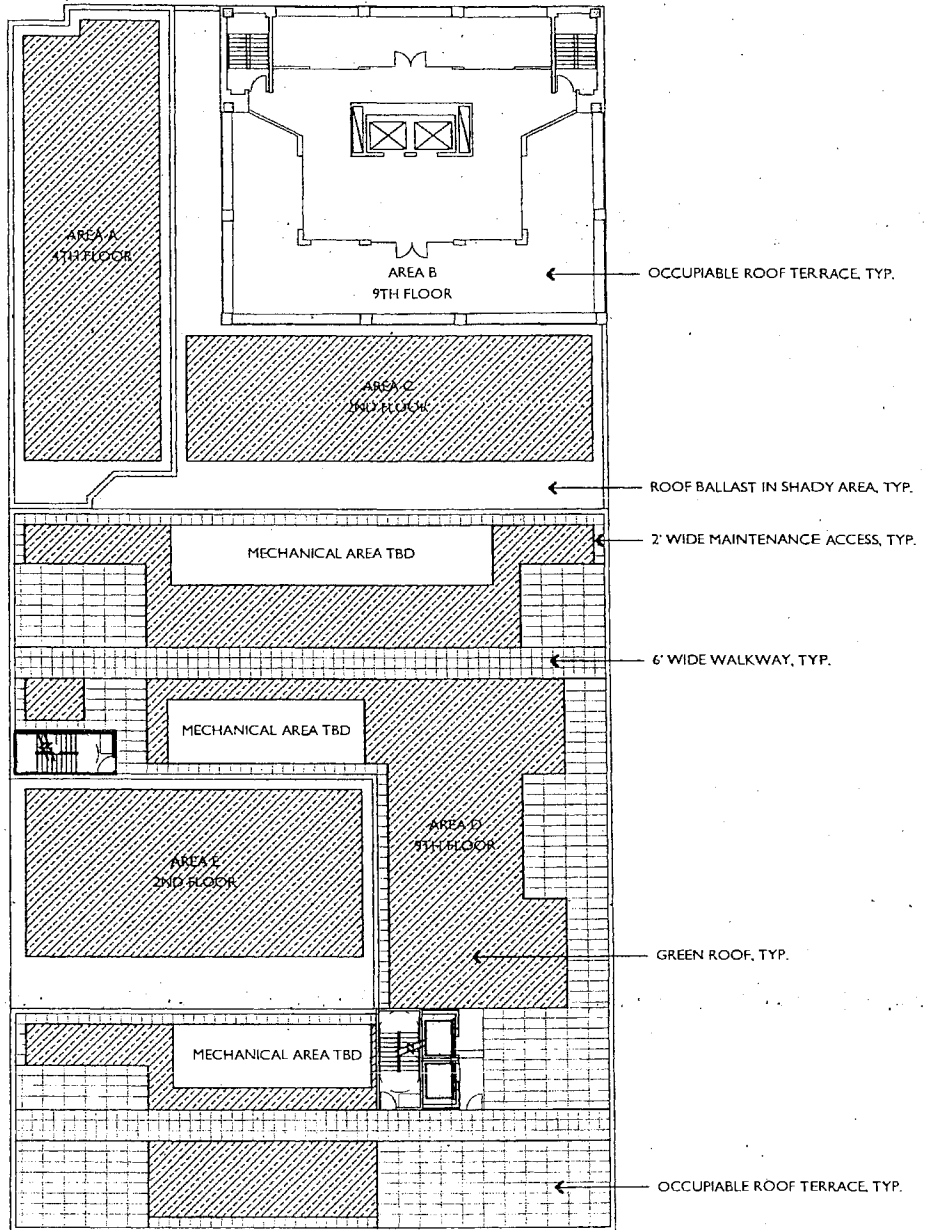 AREA A
4TH FLOOR
AREA B
9TH FLOOR
OCCUPIABLE ROOF TERRACE, TYP.
AREA C
2ND FLOOR
ROOF BALLAST IN SHADY AREA, TYP.
MECHANICAL AREA TBD
2' WIDE MAINTENANCE ACCESS, TYP.
6' WIDE WALKWAY, TYP.
MECHANICAL AREA TBD
AREA D
9TH FLOOR
AREA E
2ND FLOOR
GREEN ROOF, TYP.
MECHANICAL AREA TBD
OCCUPIABLE ROOF TERRACE, TYP.